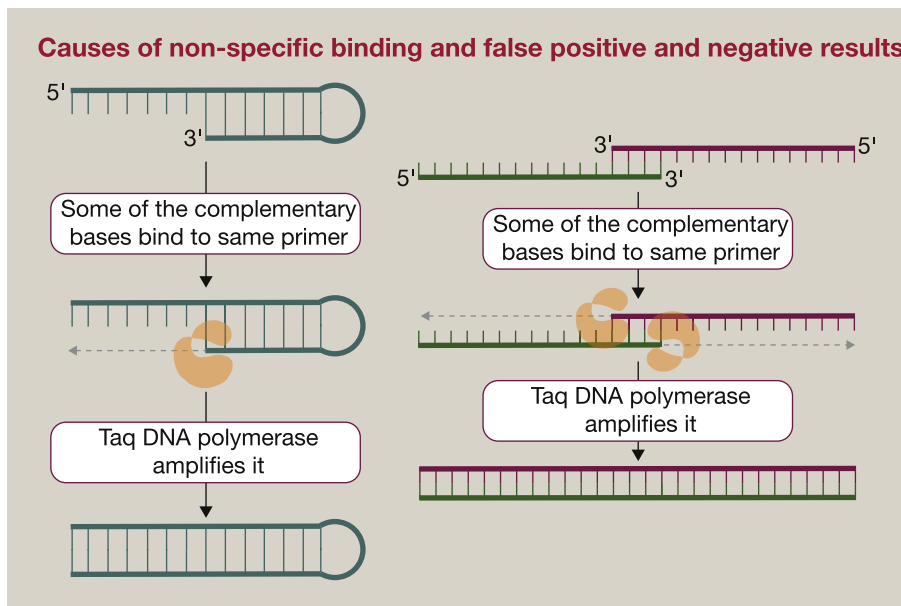 Causes of non-specific binding and false positive and negative results
5'
3'
Some of the complementary
bases bind to same primer
Taq DNA polymerase
amplifies it
3'
5'
5'
3'
Some of the complementary
bases bind to same primer
Taq DNA polymerase
amplifies it